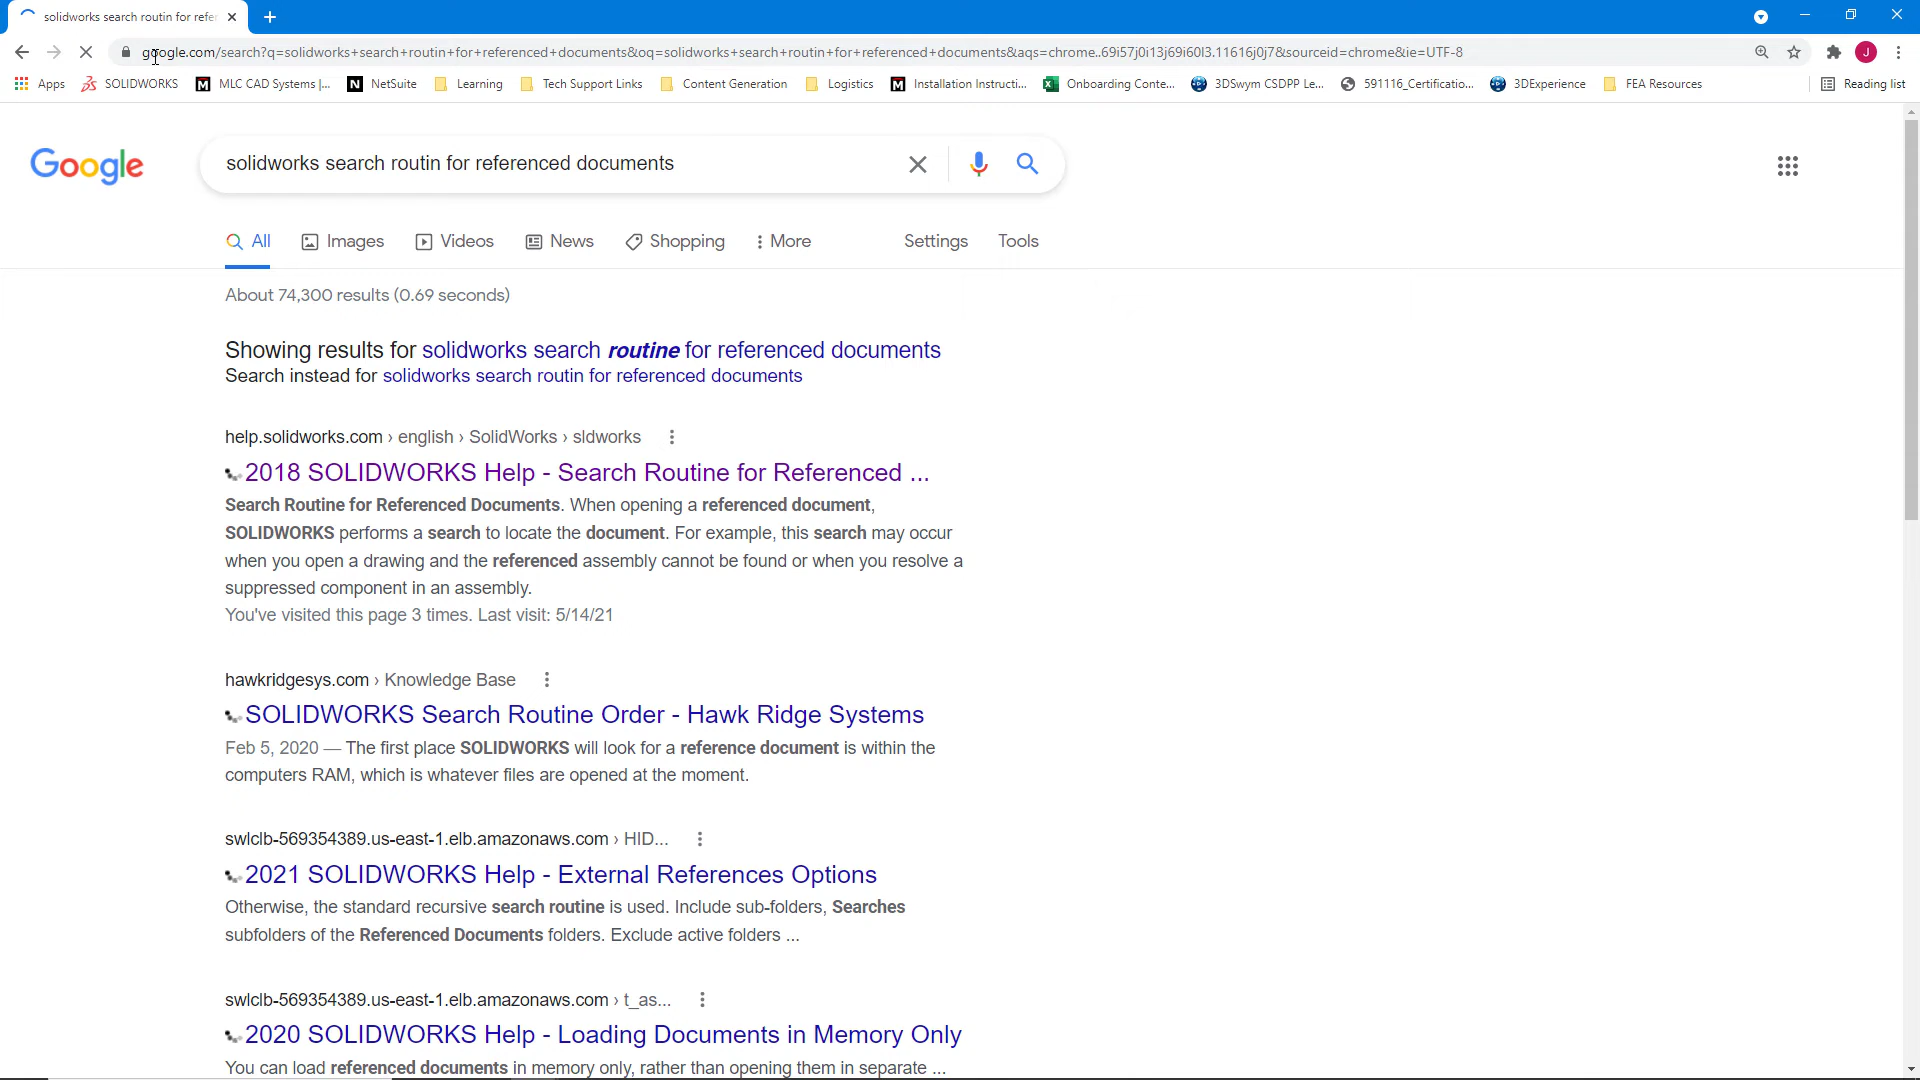 solidworks search routin for refer
google.com/search?q=solidworks+search+routin+for+referenced+documents&oq=solidworks+search+routin+for+referenced+documents&aqs=chrome..69i57j0i13j69i60l3.11616j0j7&sourceid=chrome&ie=UTF-8
J
Apps SOLIDWORKS MLC CAD Systems |... NetSuite Learning Tech Support Links Content Generation Logistics Installation Instructi... Onboarding Conte... 3DSwym CSDPP Le... 591116_Certificatio... 3DExperience FEA Resources Reading list
Google
solidworks search routin for referenced documents
All Images Videos News Shopping More Settings Tools
About 74,300 results (0.69 seconds)
Showing results for solidworks search routine for referenced documents
Search instead for solidworks search routin for referenced documents
help.solidworks.com › english › SolidWorks › sldworks
2018 SOLIDWORKS Help - Search Routine for Referenced ...
Search Routine for Referenced Documents. When opening a referenced document,
SOLIDWORKS performs a search to locate the document. For example, this search may occur
when you open a drawing and the referenced assembly cannot be found or when you resolve a
suppressed component in an assembly.
You've visited this page 3 times. Last visit: 5/14/21
hawkridgesys.com › Knowledge Base
SOLIDWORKS Search Routine Order - Hawk Ridge Systems
Feb 5, 2020 — The first place SOLIDWORKS will look for a reference document is within the
computers RAM, which is whatever files are opened at the moment.
swlclb-569354389.us-east-1.elb.amazonaws.com › HID...
2021 SOLIDWORKS Help - External References Options
Otherwise, the standard recursive search routine is used. Include sub-folders, Searches
subfolders of the Referenced Documents folders. Exclude active folders ...
swlclb-569354389.us-east-1.elb.amazonaws.com › t_as...
2020 SOLIDWORKS Help - Loading Documents in Memory Only
You can load referenced documents in memory only, rather than opening them in separate ...